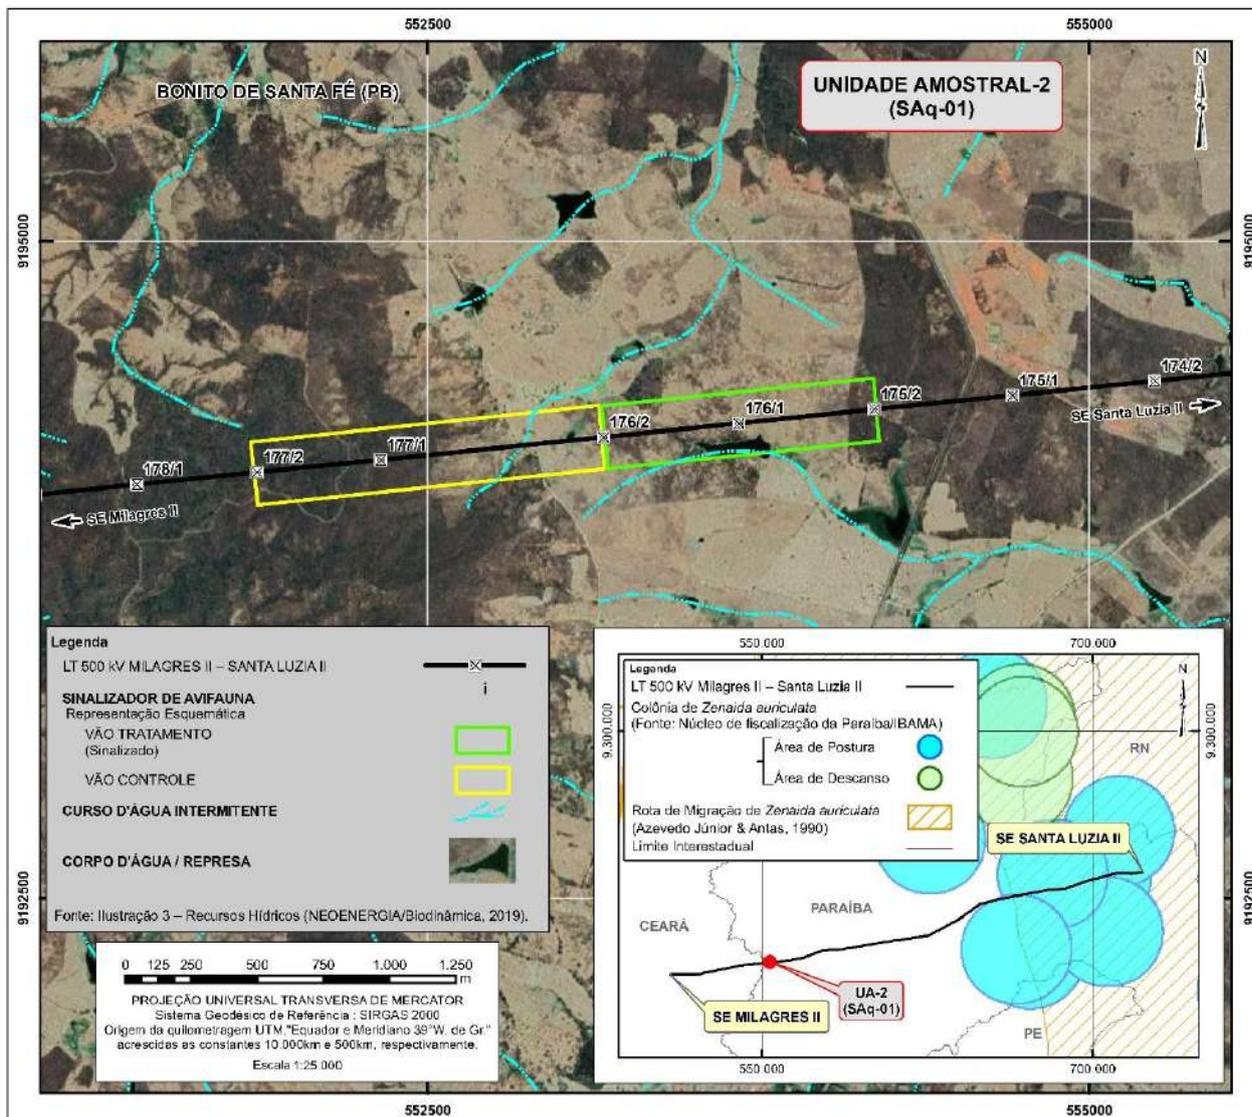 552500
555000
BONITO DE SANTA FÉ (PB)
UNIDADE AMOSTRAL-2
(SAq-01)
N
9195000
9195000
178/1
177/2
177/1
176/2
176/1
175/2
175/1
174/2
SE Santa Luzia II
SE Milagres II
Legenda
LT 500 kV MILAGRES II – SANTA LUZIA II
i
SINALIZADOR DE AVIFAUNA
Representação Esquemática
VÃO TRATAMENTO
(Sinalizado)
VÃO CONTROLE
CURSO D'ÁGUA INTERMITENTE
CORPO D'ÁGUA / REPRESA
Fonte: Ilustração 3 – Recursos Hídricos (NEOENERGIA/Biodinâmica, 2019).
9192500
9192500
0 125 250 500 750 1.000 1.250
m
PROJEÇÃO UNIVERSAL TRANSVERSA DE MERCATOR
Sistema Geodésico de Referência : SIRGAS 2000
Origem da quilometragem UTM,"Equador e Meridiano 39°W. de Gr."
acrescidas as constantes 10.000km e 500km, respectivamente.
Escala 1:25.000
550.000
700.000
Legenda
LT 500 kV Milagres II – Santa Luzia II
Colônia de Zenaida auriculata
(Fonte: Núcleo de fiscalização da Paraíba/IBAMA)
Área de Postura
Área de Descanso
Rota de Migração de Zenaida auriculata
(Azevedo Júnior & Antas, 1990)
Limite Interestadual
N
RN
9.300.000
9.300.000
SE SANTA LUZIA II
CEARÁ
PARAÍBA
UA-2
(SAq-01)
SE MILAGRES II
PE
550.000
700.000
552500
555000